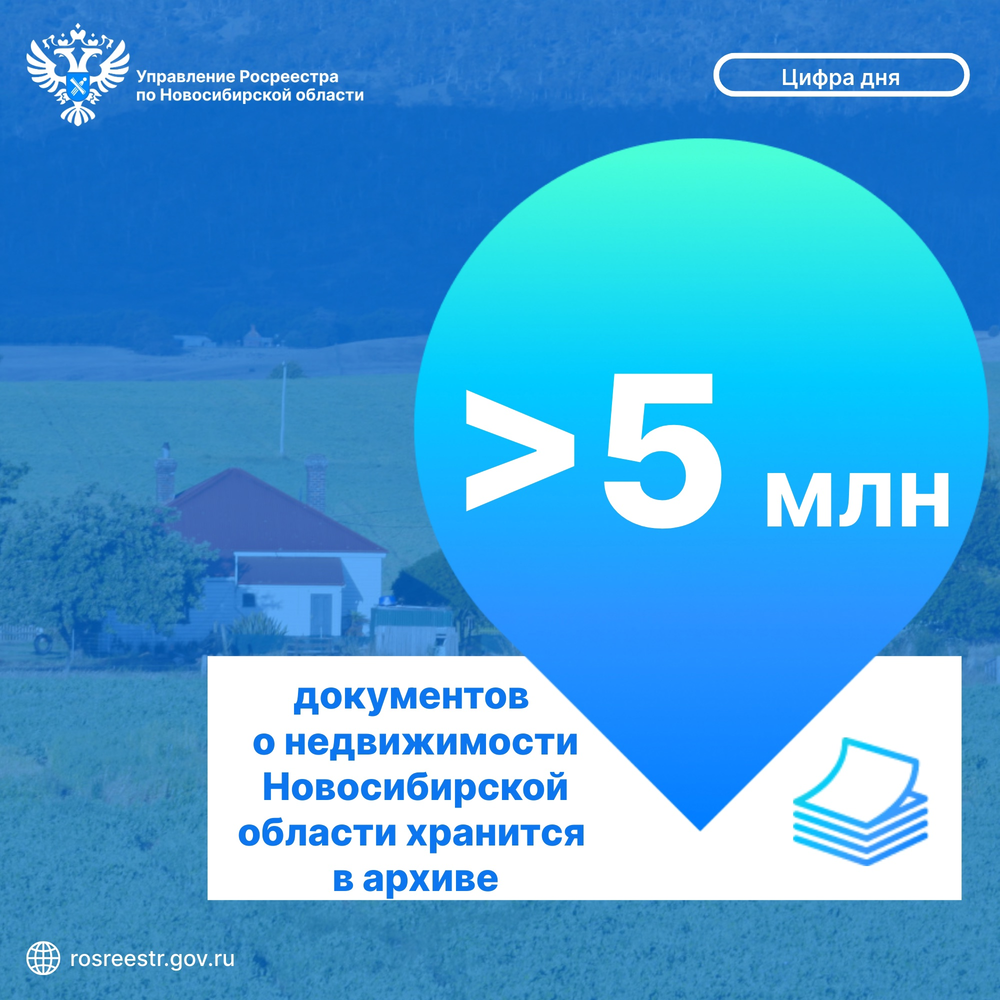 Управление Росреестра
по Новосибирской области
Цифра дня
>5 млн
документов
о недвижимости
Новосибирской
области хранится
в архиве
rosreestr.gov.ru